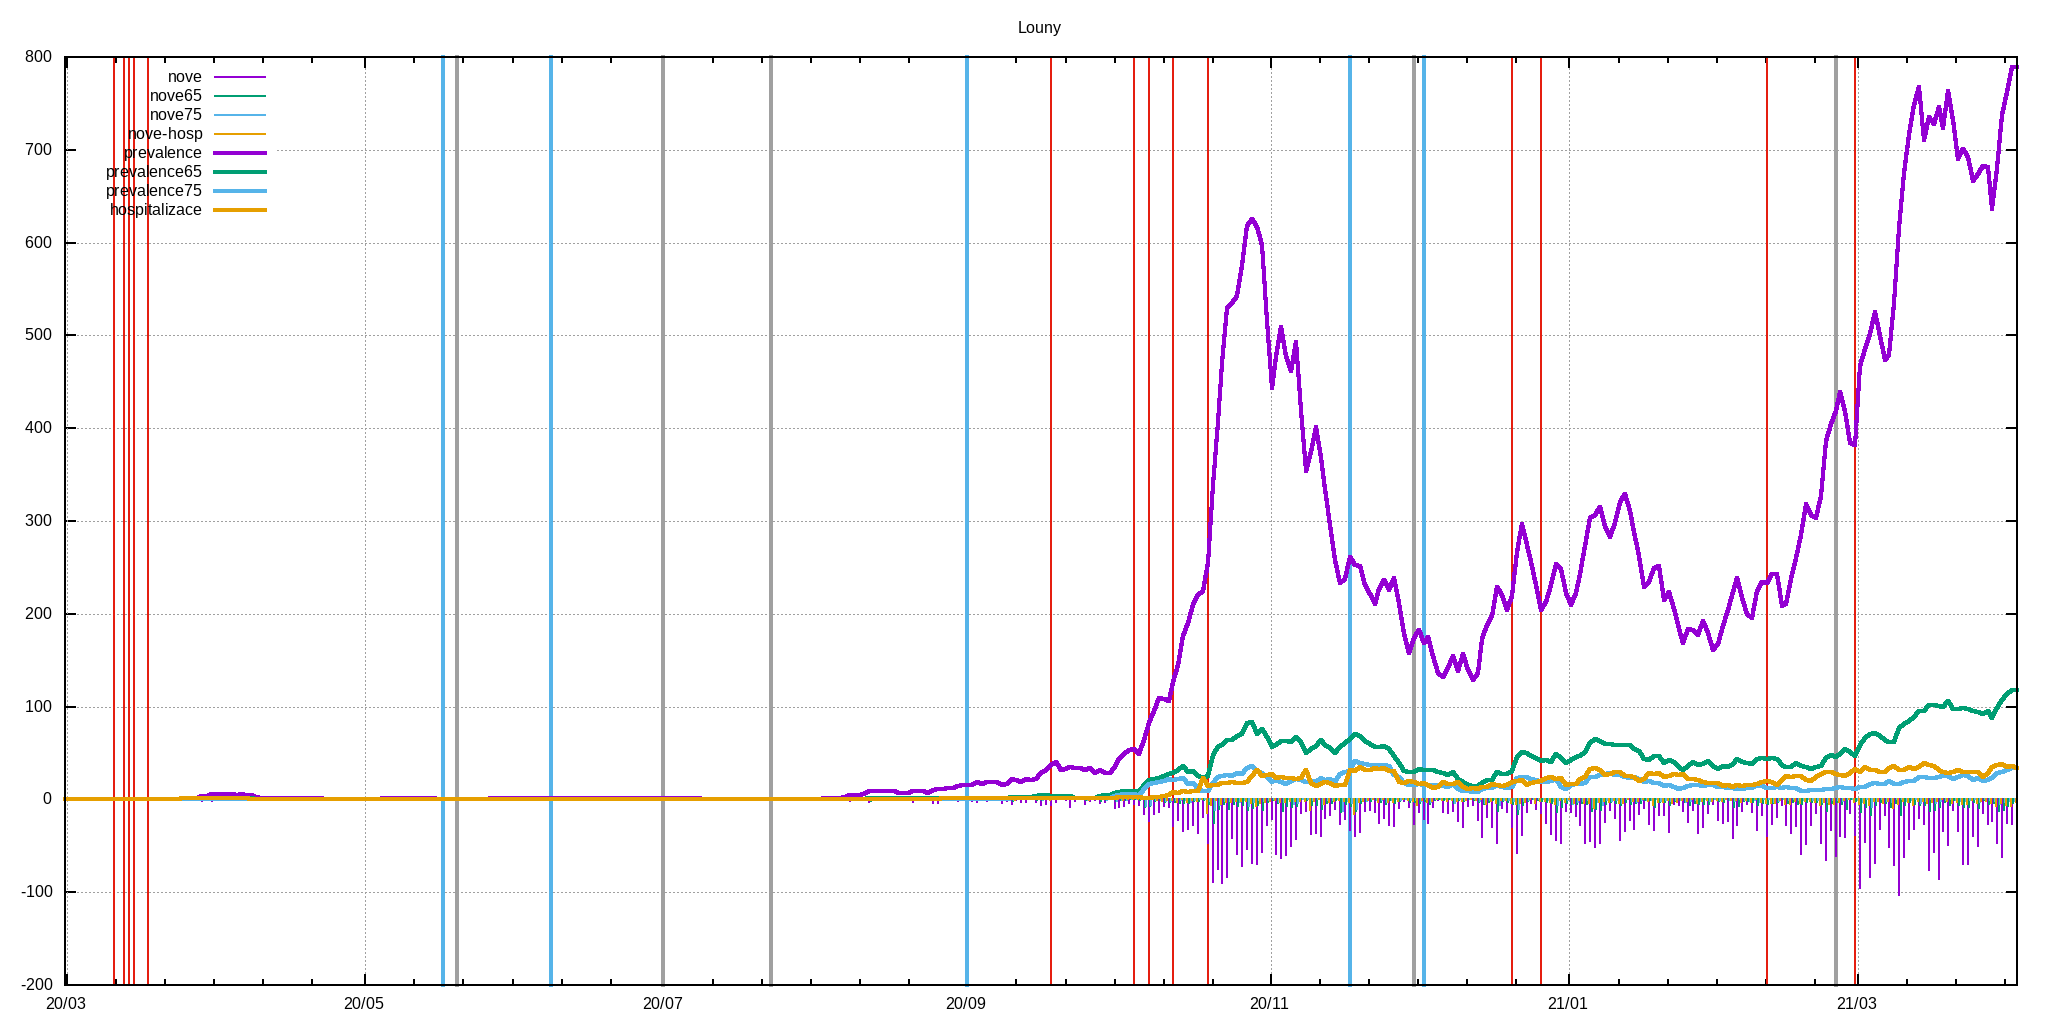 Louny
800
700
600
500
400
300
200
100
0
-100
-200
nove
nove65
nove75
nove-hosp
prevalence
prevalence65
prevalence75
hospitalizace
20/03 20/05 20/07 20/09 20/11 21/01 21/03